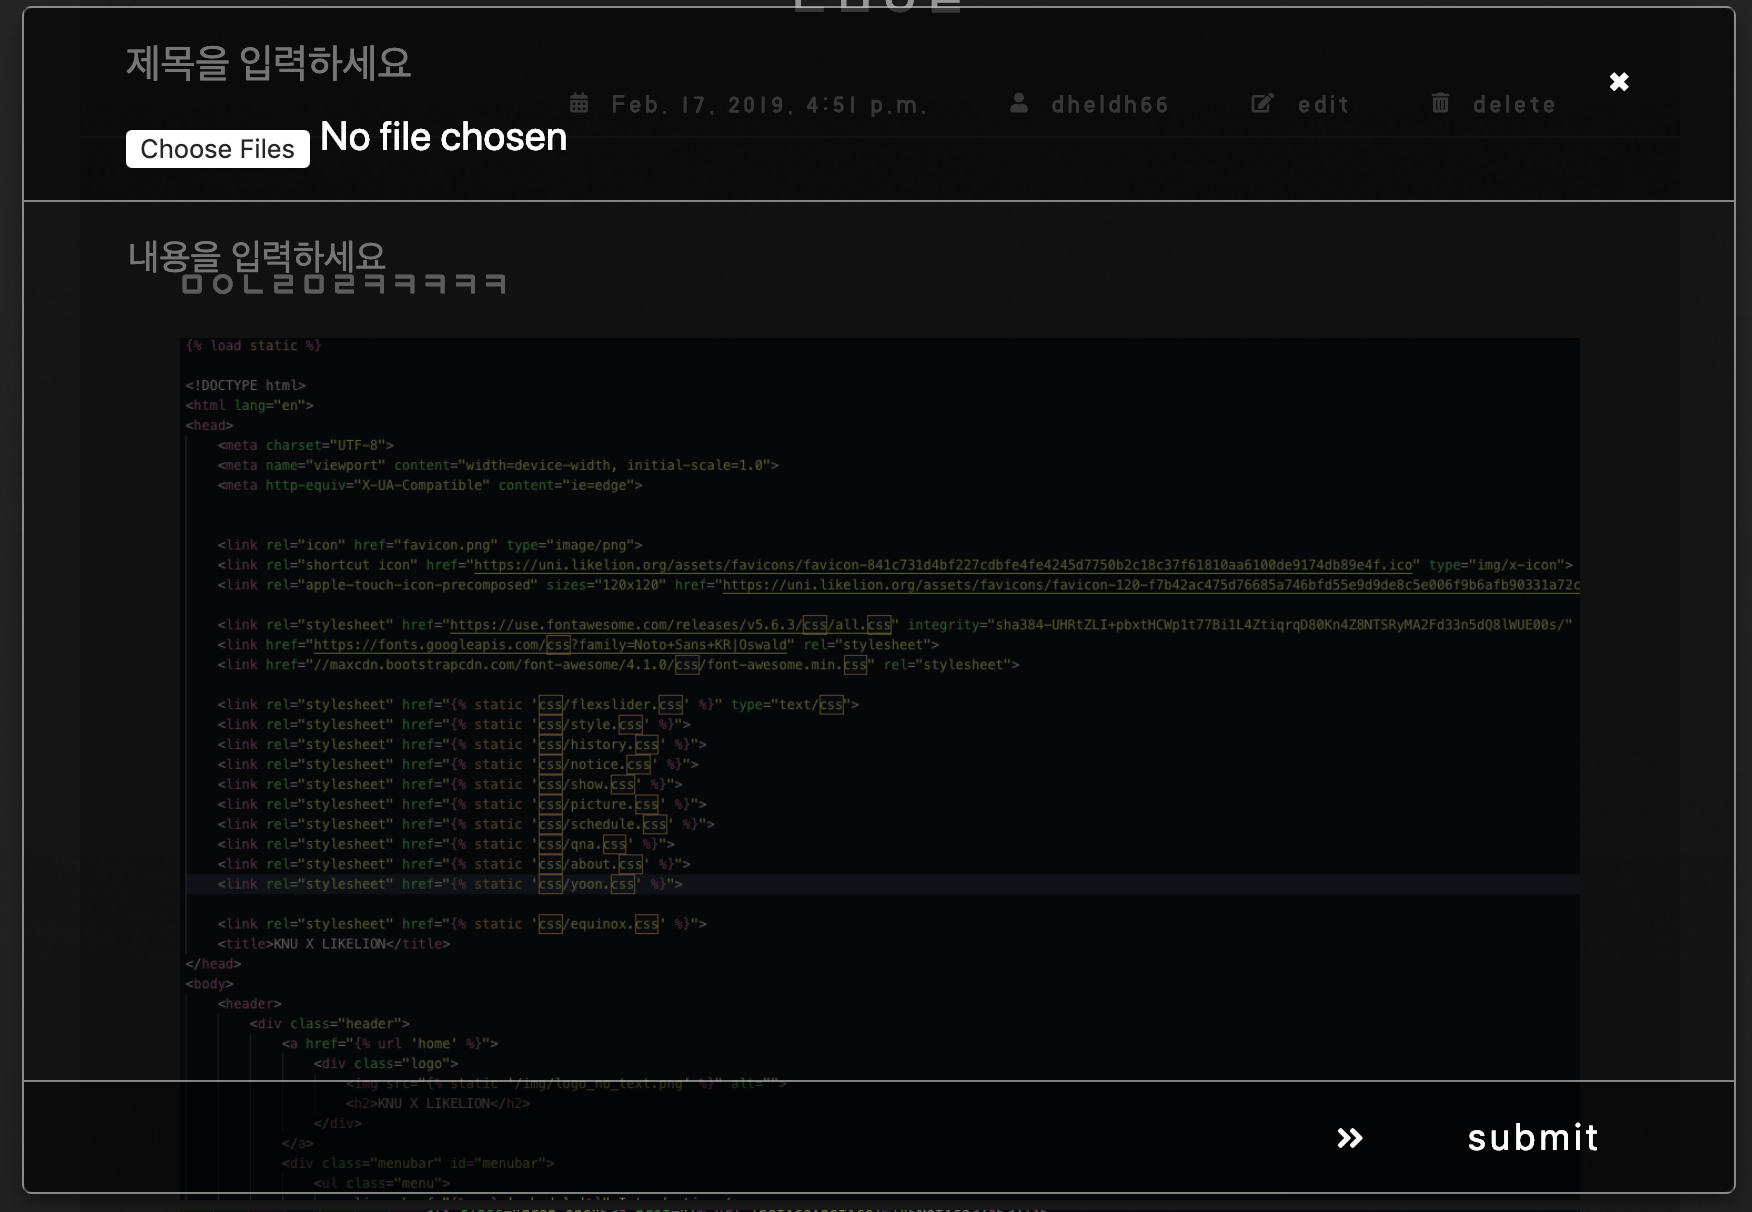 제목을 입력하세요
Feb. 17, 2019, 4:51 p.m. dheldh66 edit delete
Choose Files No file chosen
내용을 입력하세요
ㅁㅇㄴㄹㅁㄹㅋㅋㅋㅋㅋ
{% load static %}
<!DOCTYPE html>
<html lang="en">
<head>
<meta charset="UTF-8">
<meta name="viewport" content="width=device-width, initial-scale=1.0">
<meta http-equiv="X-UA-Compatible" content="ie=edge">
<link rel="icon" href="favicon.png" type="image/png">
<link rel="shortcut icon" href="https://uni.likelion.org/assets/favicons/favicon-841c731d4bf227cdbfe4fe4245d7750b2c18c37f61810aa6100de9174db89e4f.ico" type="img/x-icon">
<link rel="apple-touch-icon-precomposed" sizes="120x120" href="https://uni.likelion.org/assets/favicons/favicon-120-f7b42ac475d76685a746bfd55e9d9de8c5e006f9b6afb90331a72c
<link rel="stylesheet" href="https://use.fontawesome.com/releases/v5.6.3/css/all.css" integrity="sha384-UHRtZLI+pbxtHCWp1t77Bi1L4ZtiqrqD80Kn4Z8NTSRyMA2Fd33n5dQ8lWUE00s/"
<link href="https://fonts.googleapis.com/css?family=Noto+Sans+KR|Oswald" rel="stylesheet">
<link href="//maxcdn.bootstrapcdn.com/font-awesome/4.1.0/css/font-awesome.min.css" rel="stylesheet">
<link rel="stylesheet" href="{% static 'css/flexslider.css' %}" type="text/css">
<link rel="stylesheet" href="{% static 'css/style.css' %}">
<link rel="stylesheet" href="{% static 'css/history.css' %}">
<link rel="stylesheet" href="{% static 'css/notice.css' %}">
<link rel="stylesheet" href="{% static 'css/show.css' %}">
<link rel="stylesheet" href="{% static 'css/picture.css' %}">
<link rel="stylesheet" href="{% static 'css/schedule.css' %}">
<link rel="stylesheet" href="{% static 'css/qna.css' %}">
<link rel="stylesheet" href="{% static 'css/about.css' %}">
<link rel="stylesheet" href="{% static 'css/yoon.css' %}">
<link rel="stylesheet" href="{% static 'css/equinox.css' %}">
<title>KNU X LIKELION</title>
</head>
<body>
<header>
<div class="header">
<a href="{% url 'home' %}">
<div class="logo">
<img src="{% static '/img/logo_no_text.png' %}" alt="">
<h2>KNU X LIKELION</h2>
</div>
</a>
<div class="menubar" id="menubar">
<ul class="menu">
submit